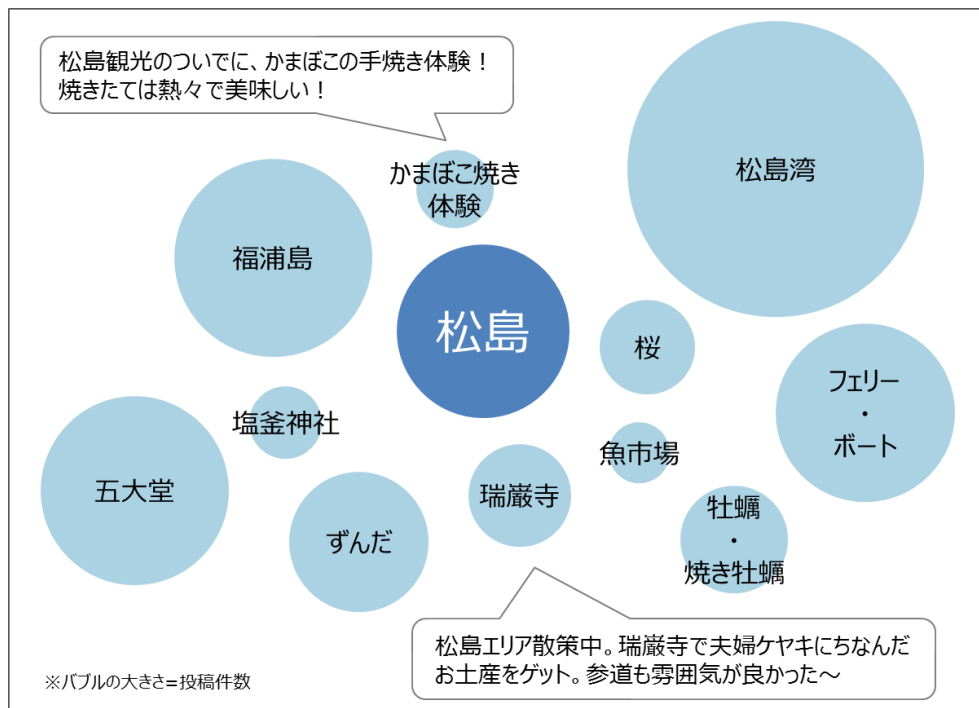 松島観光のついでに、かまぼこの手焼き体験！
焼きたては熱々で美味しい！
かまぼこ焼き
体験
松島湾
福浦島
松島
桜
フェリー
・
ボート
塩釜神社
魚市場
五大堂
瑞巌寺
ずんだ
牡蠣
・
焼き牡蠣
松島エリア散策中。瑞巌寺で夫婦ケヤキにちなんだ
お土産をゲット。参道も雰囲気が良かった～
※バブルの大きさ=投稿件数